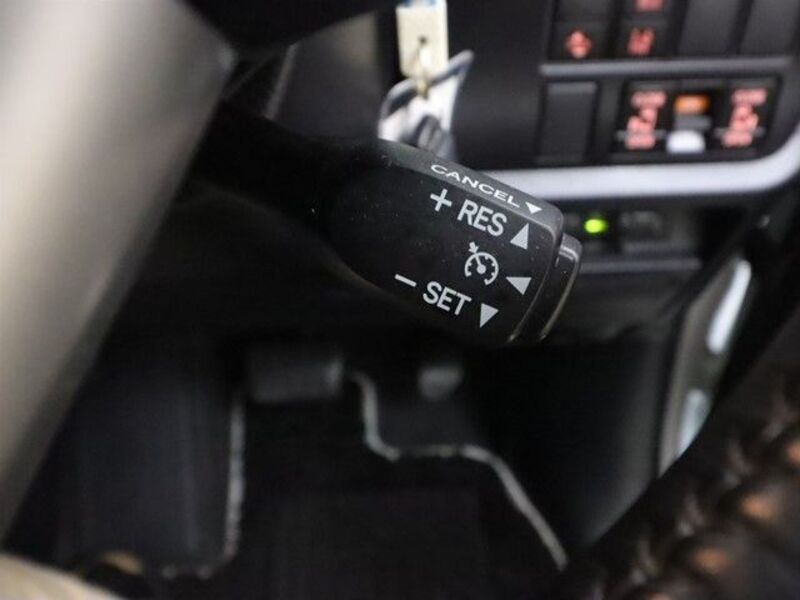 CANCEL
+ RES
- SET